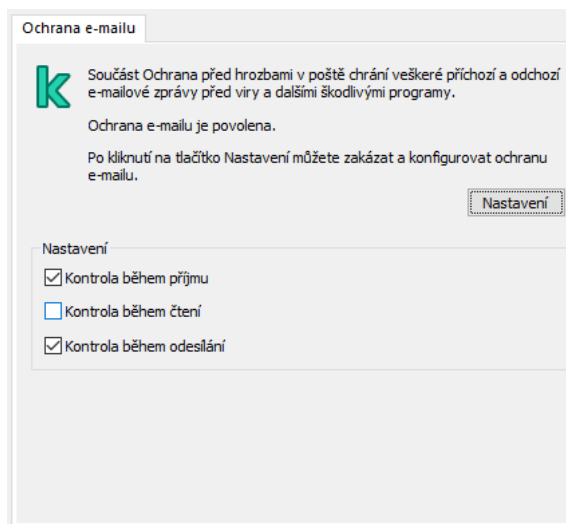 Ochrana e-mailu
k
Součást Ochrana před hrozbami v poště chrání veškeré příchozí a odchozí
e-mailové zprávy před viry a dalšími škodlivými programy.
Ochrana e-mailu je povolena.
Po kliknutí na tlačítko Nastavení můžete zakázat a konfigurovat ochranu
e-mailu.
Nastavení
Nastavení
Kontrola během příjmu
Kontrola během čtení
Kontrola během odesílání